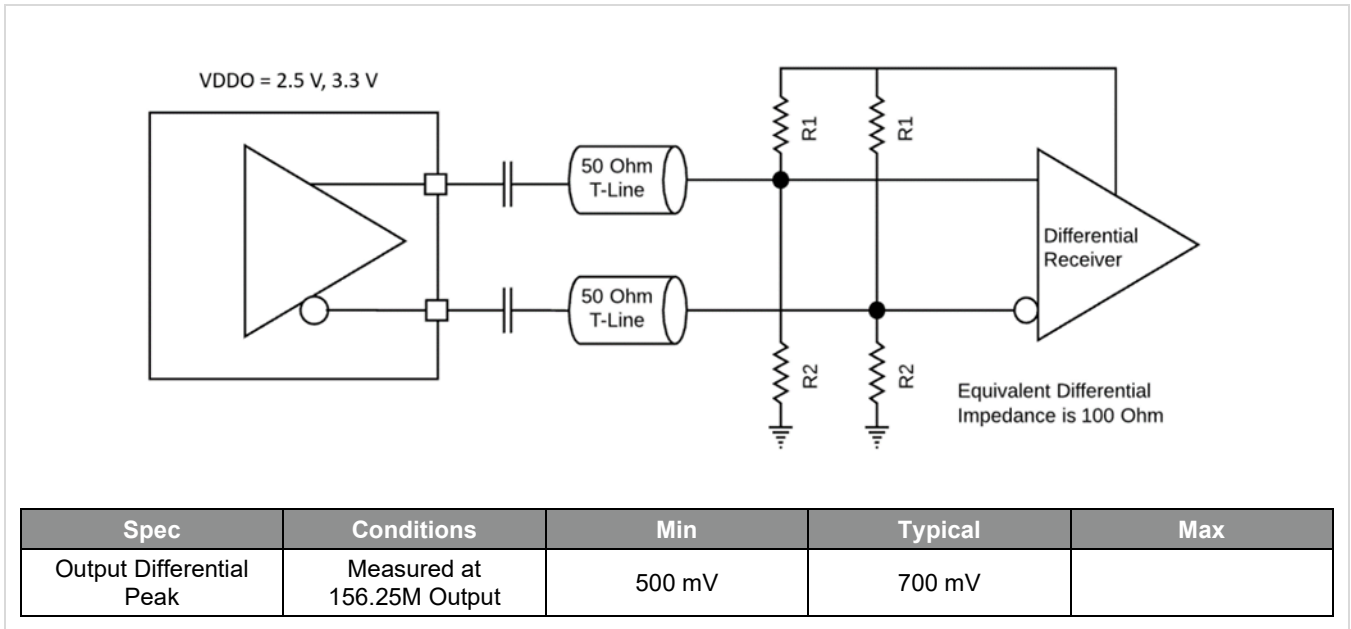 VDDO = 2.5 V, 3.3 V
R1
R1
50 Ohm
T-Line
Differential
Receiver
50 Ohm
T-Line
R2
R2
Equivalent Differential
Impedance is 100 Ohm
Spec Conditions Min Typical Max
Output Differential
Peak
Measured at
156.25M Output
500 mV
700 mV